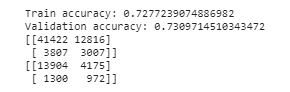 Train accuracy: 0.7277239074886982
Validation accuracy: 0.7309714510343472
[[41422 12816]
[ 3807 3007]]
[[13904 4175]
[ 1300 972]]